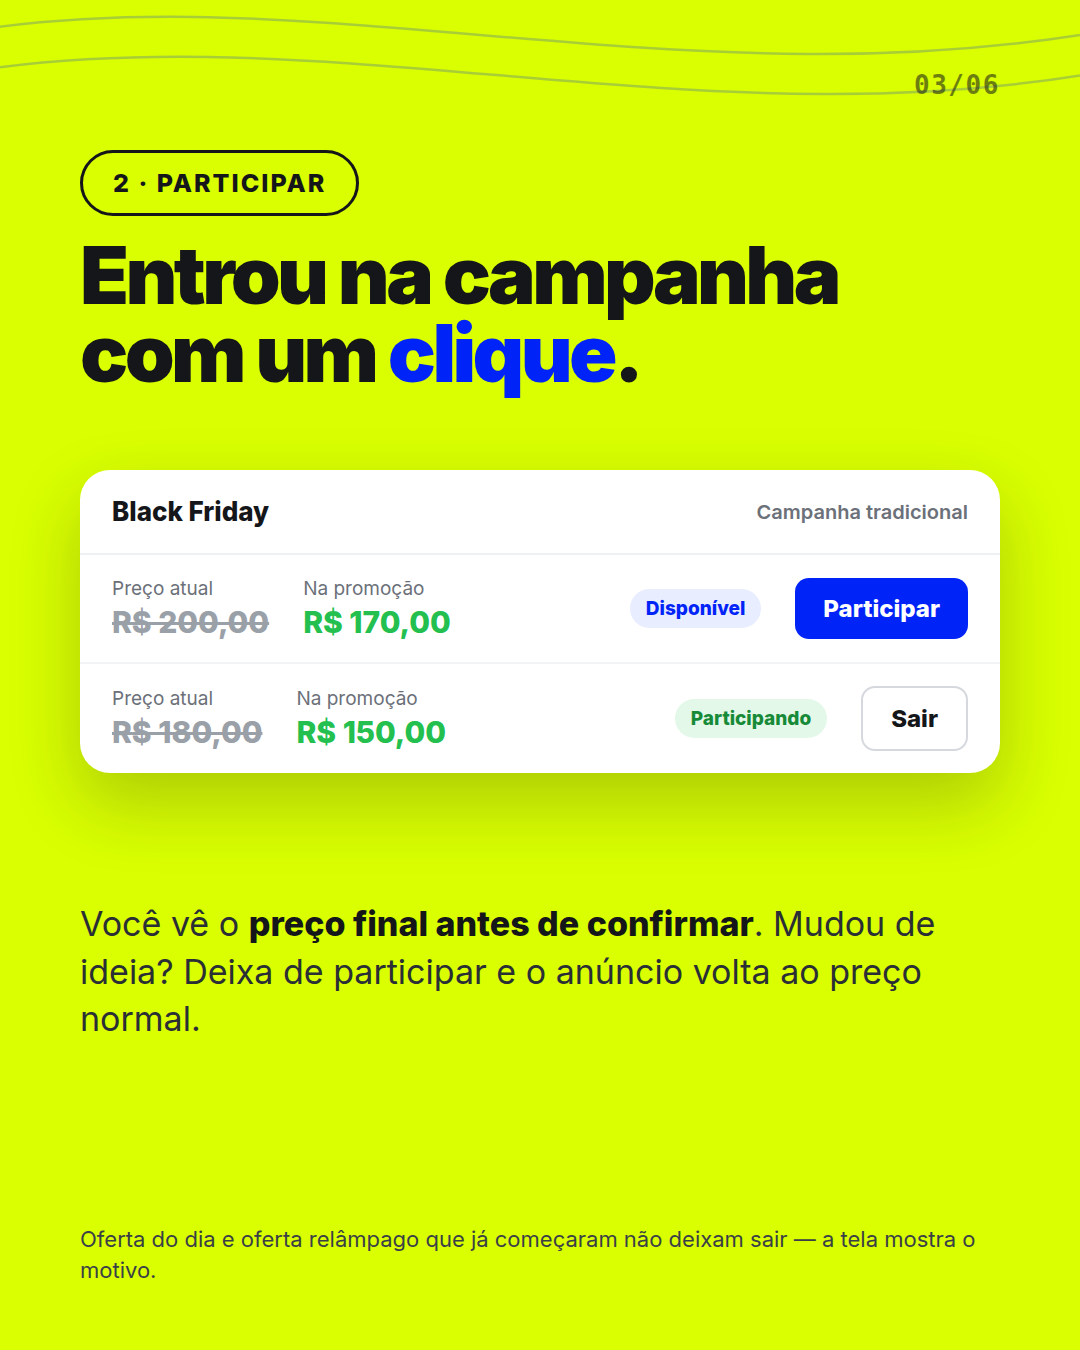 03/06
2 · PARTICIPAR
Entrou na campanha
com um clique.
Black Friday
Campanha tradicional
Preço atual
Na promoção
R$ 200,00
R$ 170,00
Disponível
Participar
Preço atual
Na promoção
R$ 180,00
R$ 150,00
Participando
Sair
Você vê o preço final antes de confirmar. Mudou de
ideia? Deixa de participar e o anúncio volta ao preço
normal.
Oferta do dia e oferta relâmpago que já começaram não deixam sair — a tela mostra o
motivo.